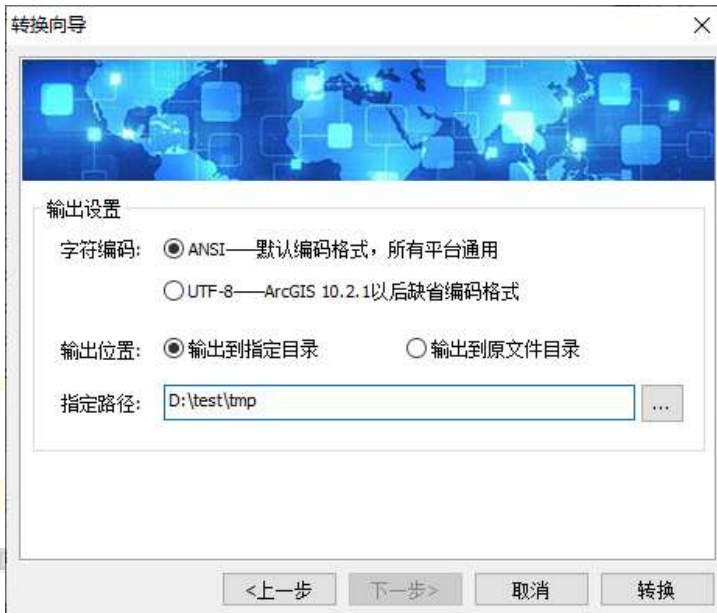 转换向导
输出设置
字符编码: ANSI——默认编码格式，所有平台通用
UTF-8——ArcGIS 10.2.1以后缺省编码格式
输出位置: 输出到指定目录 输出到原文件目录
指定路径: D:\test\tmp ...
<上一步 下一步> 取消 转换